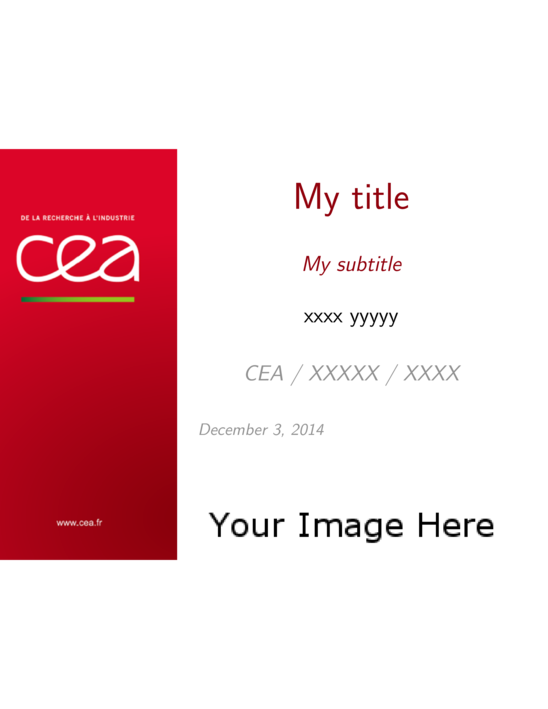 DE LA RECHERCHE À L'INDUSTRIE
cea
www.cea.fr
My title
My subtitle
xxxx yyyyy
CEA / XXXXX / XXXX
December 3, 2014
Your Image Here